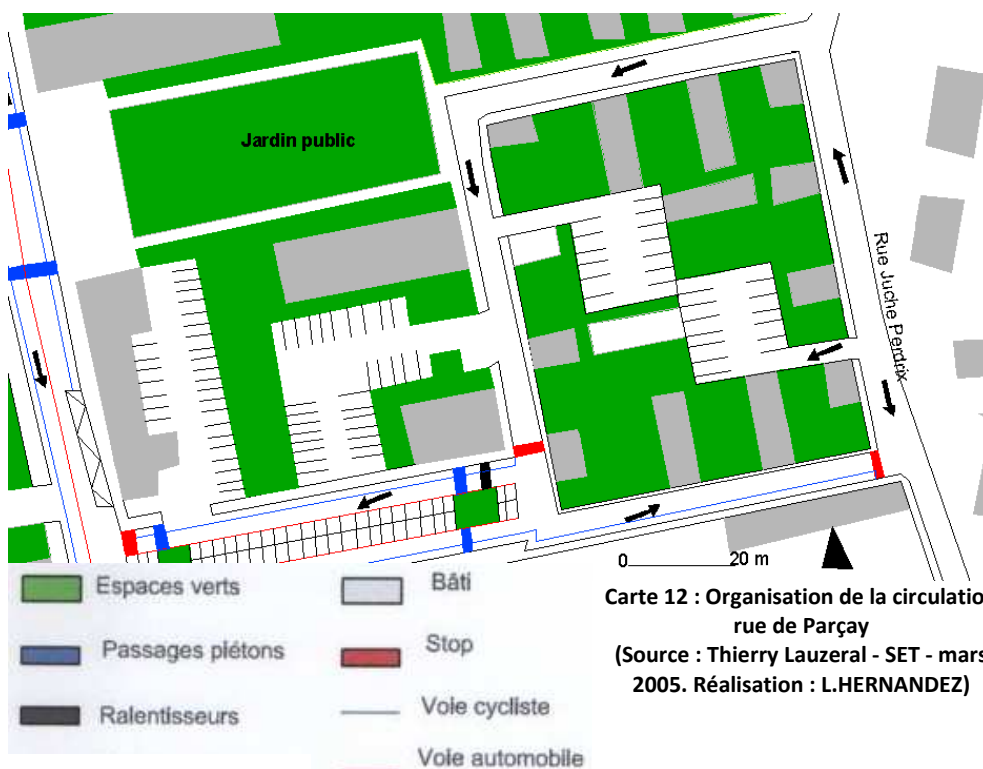 Jardin public
Rue Juche Perdrix
0 20 m
Espaces verts
Bâti
Passages piétons
Stop
Ralentisseurs
Voie cycliste
Voie automobile
Carte 12 : Organisation de la circulatio
rue de Parçay
(Source : Thierry Lauzeral - SET - mars
2005. Réalisation : L.HERNANDEZ)